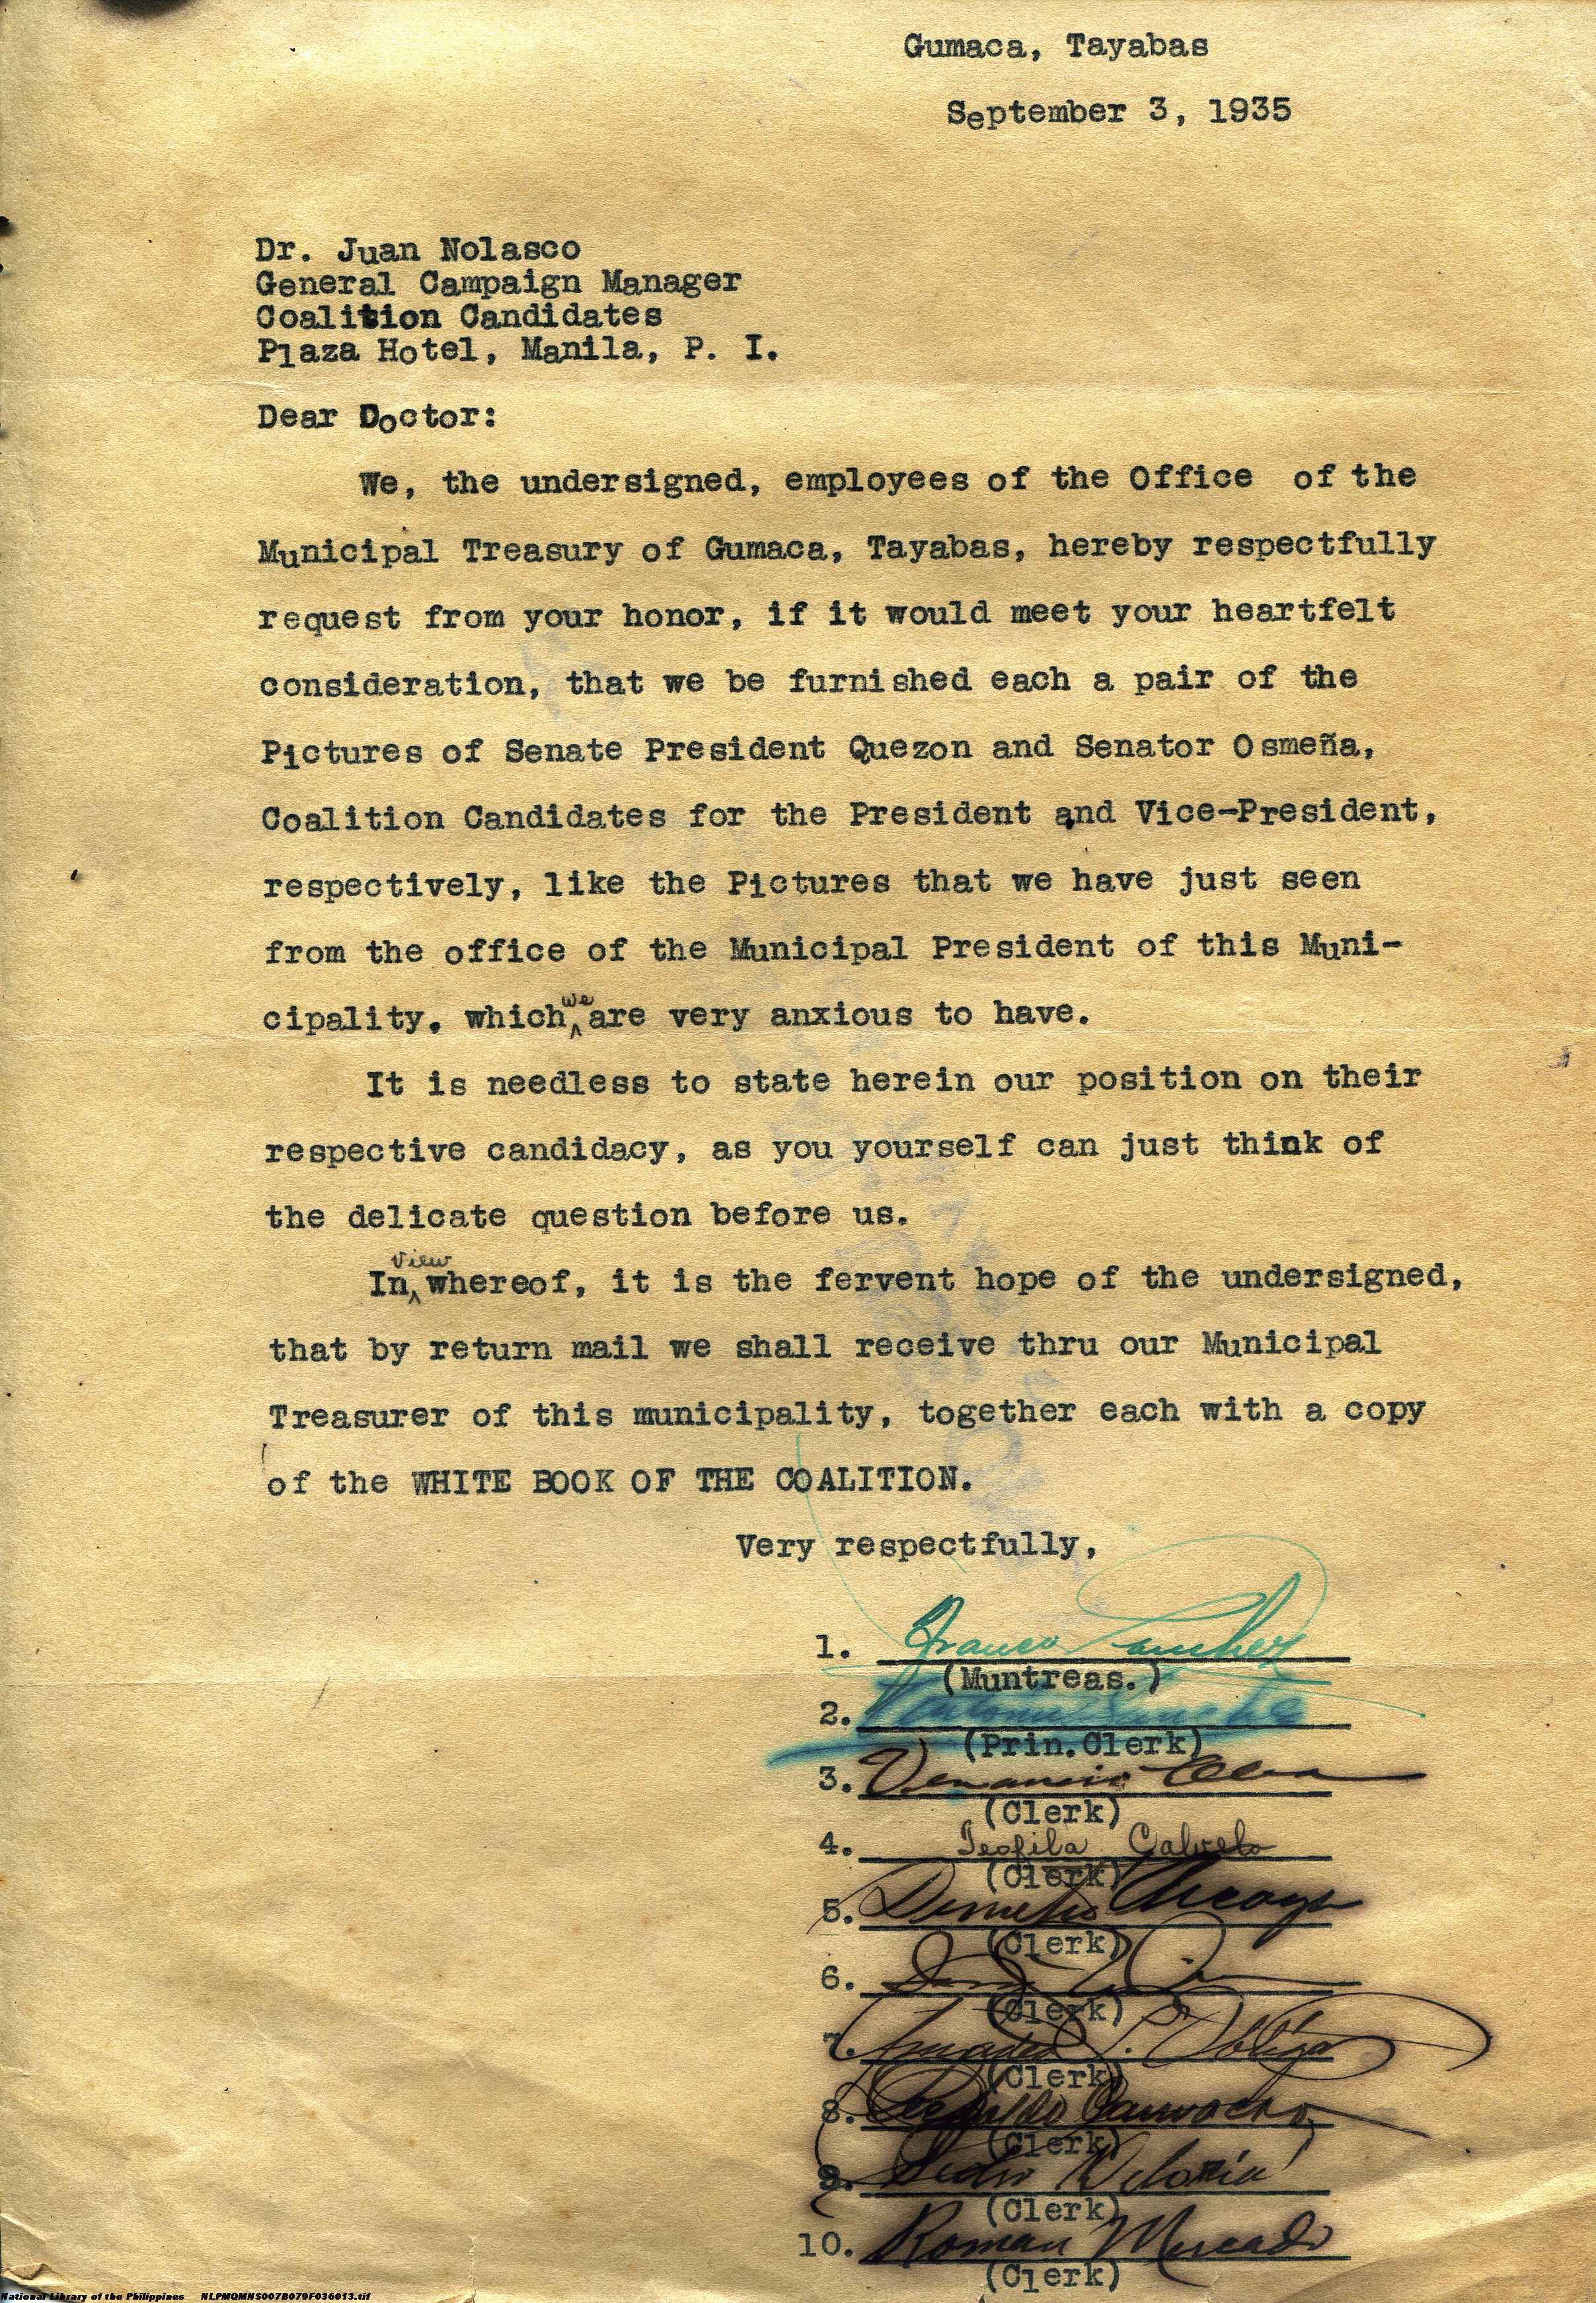 Gumaca, Tayabas
September 3, 1935
Dr. Juan Nolasco
General Campaign Manager
Coalition Candidates
Plaza Hotel, Manila, P. I.
Dear Doctor:
We, the undersigned, employees of the Office of the
Municipal Treasury of Gumaca, Tayabas, hereby respectfully
request from your honor, if it would meet your heartfelt
consideration, that we be furnished each a pair of the
Pictures of Senate President Quezon and Senator Osmeña,
Coalition Candidates for the President and Vice-President,
respectively, like the Pictures that we have just seen
from the office of the Municipal President of this Muni-
cipality, which we are very anxious to have.
It is needless to state herein our position on their
respective candidacy, as you yourself can just think of
the delicate question before us.
In view whereof, it is the fervent hope of the undersigned,
that by return mail we shall receive thru our Municipal
Treasurer of this municipality, together each with a copy
of the WHITE BOOK OF THE COALITION.
Very respectfully,
1. Franco Sanchez
(Muntreas.)
2.
(Prin.Clerk)
3. Venancio
(Clerk)
4. Teofila Calvelo
(Clerk)
5.
(Clerk)
6.
(Clerk)
7. Amadeo P.
(Clerk)
8.
(Clerk)
9. Pedro
(Clerk)
10. Roman Mercado
(Clerk)
National Library of the Philippines NLPMQMNS007B079F036013.tif